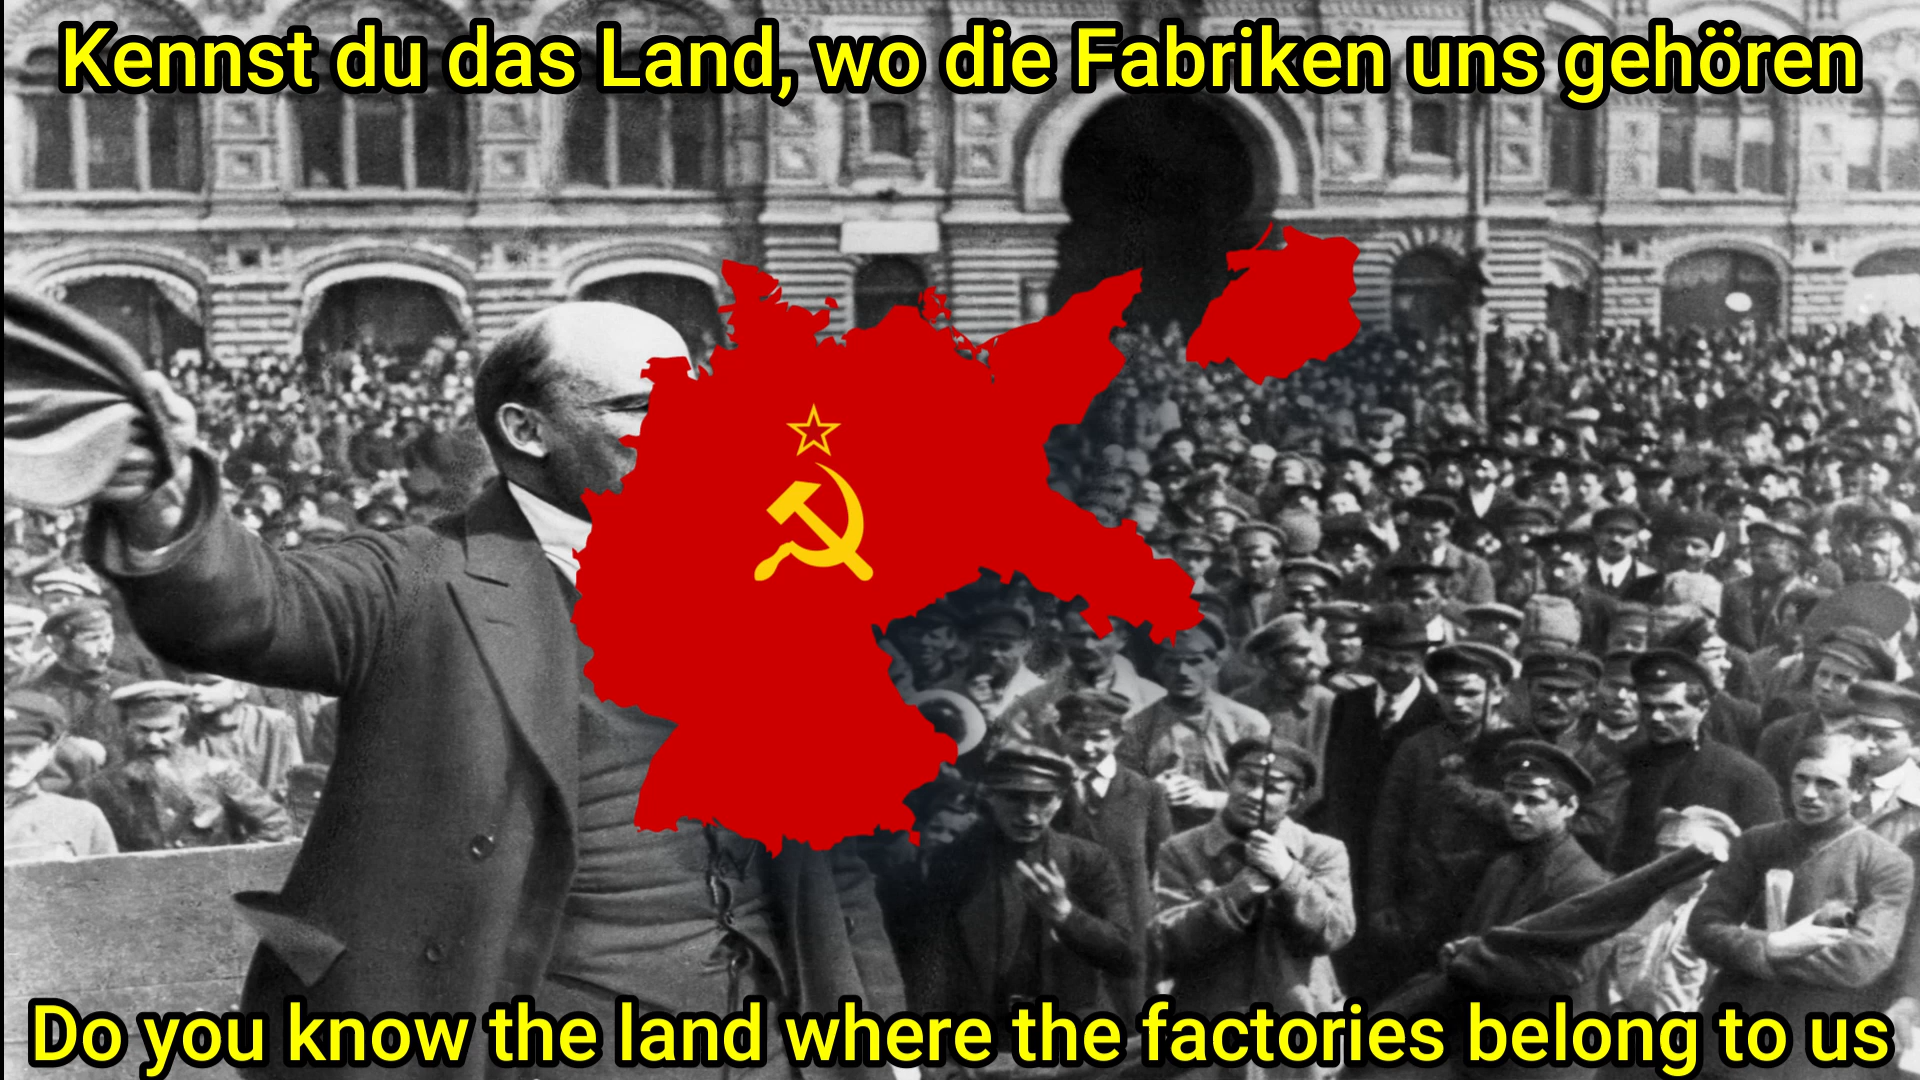 Kennst du das Land, wo die Fabriken uns gehören
Do you know the land where the factories belong to us